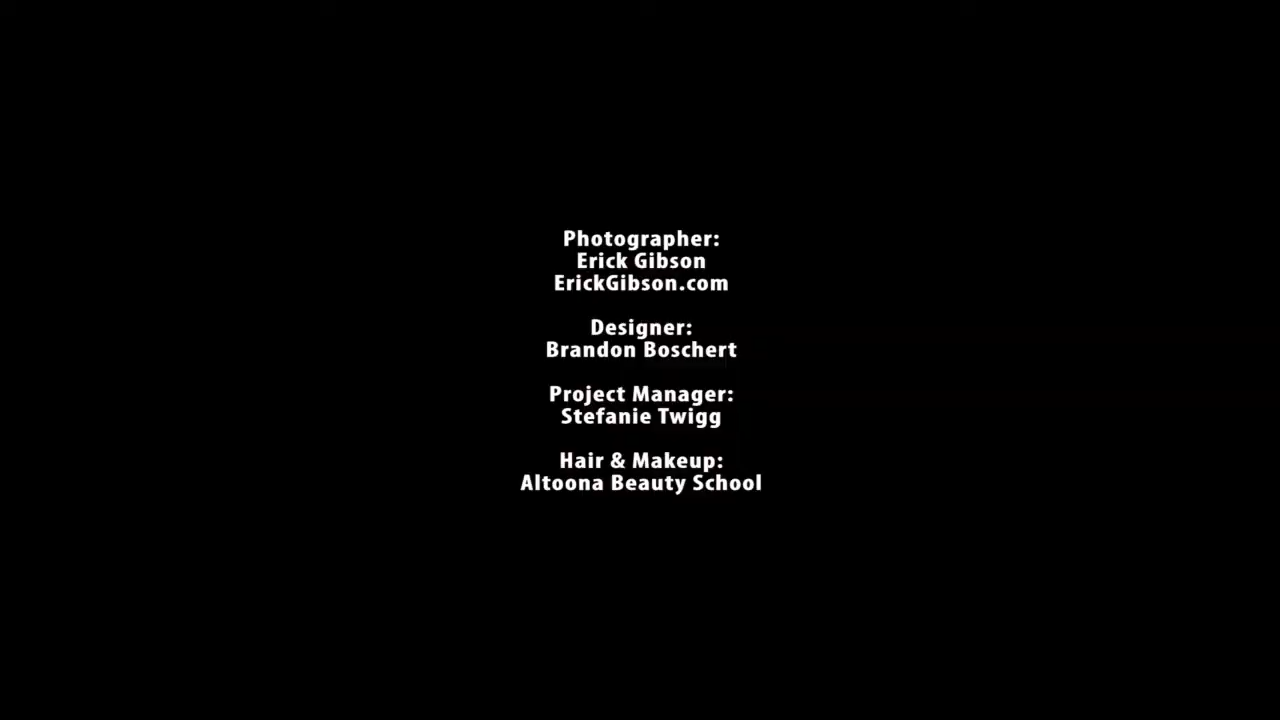 Photographer:
Erick Gibson
ErickGibson.com
Designer:
Brandon Boschert
Project Manager:
Stefanie Twigg
Hair & Makeup:
Altoona Beauty School